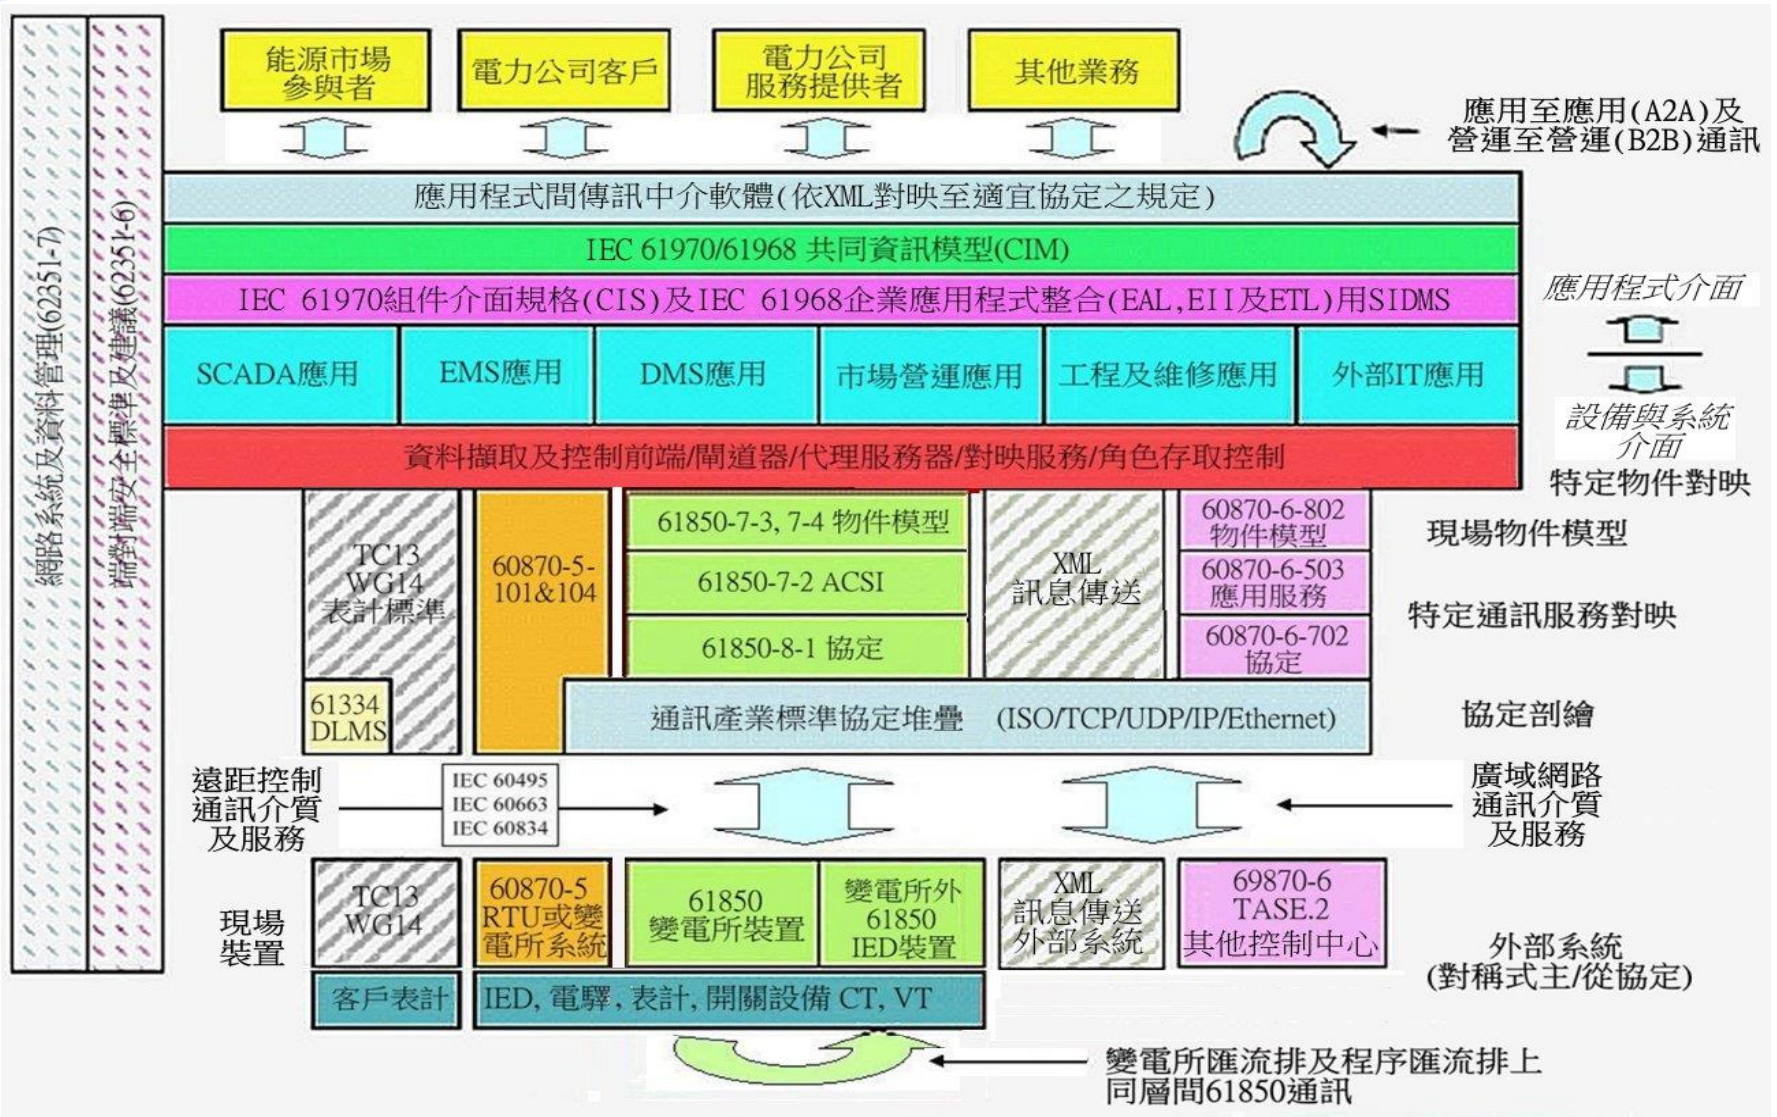 能源市場
參與者
電力公司客戶
電力公司
服務提供者
其他業務
應用至應用(A2A)及
營運至營運(B2B)通訊
網路系統及資料管理(62351-7)
端對端安全標準及建議(62351-6)
應用程式間傳訊中介軟體(依XML對映至適宜協定之規定)
IEC 61970/61968 共同資訊模型(CIM)
IEC 61970組件介面規格(CIS)及IEC 61968企業應用程式整合(EAL,EII及ETL)用SIDMS
應用程式介面
SCADA應用
EMS應用
DMS應用
市場營運應用
工程及維修應用
外部IT應用
設備與系統
介面
資料擷取及控制前端/閘道器/代理服務器/對映服務/角色存取控制
特定物件對映
TC13
WG14
表計標準
60870-5-
101&104
61850-7-3, 7-4 物件模型
61850-7-2 ACSI
61850-8-1 協定
XML
訊息傳送
60870-6-802
物件模型
60870-6-503
應用服務
60870-6-702
協定
現場物件模型
特定通訊服務對映
61334
DLMS
通訊產業標準協定堆疊 (ISO/TCP/UDP/IP/Ethernet)
協定剖繪
遠距控制
通訊介質
及服務
IEC 60495
IEC 60663
IEC 60834
廣域網路
通訊介質
及服務
現場
裝置
TC13
WG14
60870-5
RTU或變
電所系統
61850
變電所裝置
變電所外
61850
IED裝置
XML
訊息傳送
外部系統
69870-6
TASE.2
其他控制中心
外部系統
(對稱式主/從協定)
客戶表計
IED, 電驛, 表計, 開關設備 CT, VT
變電所匯流排及程序匯流排上
同層間61850通訊